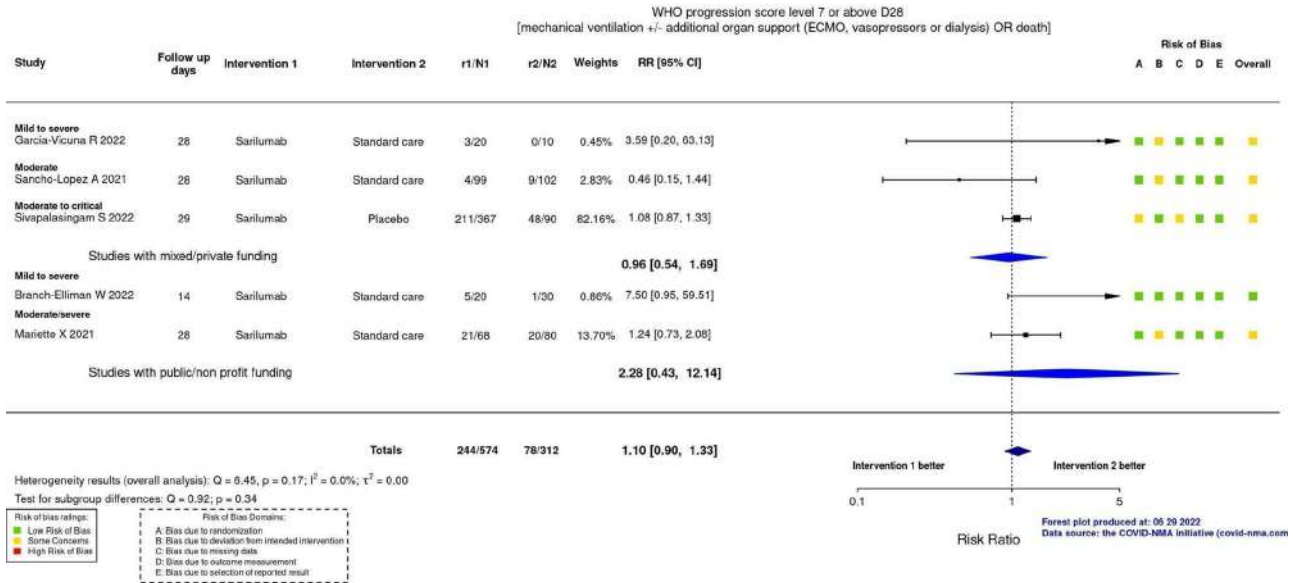 WHO progression score level 7 or above D28
[mechanical ventilation +/- additional organ support (ECMO, vasopressors or dialysis) OR death]
Risk of Bias
Study Follow up days Intervention 1 Intervention 2 r1/N1 r2/N2 Weights RR [95% CI] A B C D E Overall
Mild to severe
Garcia-Vicuna R 2022 28 Sarilumab Standard care 3/20 0/10 0.45% 3.59 [0.20, 63.13]
Moderate
Sancho-Lopez A 2021 28 Sarilumab Standard care 4/99 9/102 2.83% 0.46 [0.15, 1.44]
Moderate to critical
Sivapalasingam S 2022 29 Sarilumab Placebo 211/367 48/90 82.16% 1.08 [0.87, 1.33]
Studies with mixed/private funding 0.96 [0.54, 1.69]
Mild to severe
Branch-Elliman W 2022 14 Sarilumab Standard care 5/20 1/30 0.86% 7.50 [0.95, 59.51]
Moderate/severe
Mariette X 2021 28 Sarilumab Standard care 21/68 20/80 13.70% 1.24 [0.73, 2.08]
Studies with public/non profit funding 2.28 [0.43, 12.14]
Totals 244/574 78/312 1.10 [0.90, 1.33]
Intervention 1 better Intervention 2 better
Heterogeneity results (overall analysis): Q = 6.45, p = 0.17; I² = 0.0%; τ² = 0.00
Test for subgroup differences: Q = 0.92; p = 0.34
0.1 1 5
Risk Ratio
Risk of bias ratings:
Low Risk of Bias
Some Concerns
High Risk of Bias
Risk of Bias Domains:
A: Bias due to randomization
B: Bias due to deviation from intended intervention
C: Bias due to missing data
D: Bias due to outcome measurement
E: Bias due to selection of reported result
Forest plot produced at: 06 29 2022
Data source: the COVID-NMA initiative (covid-nma.com